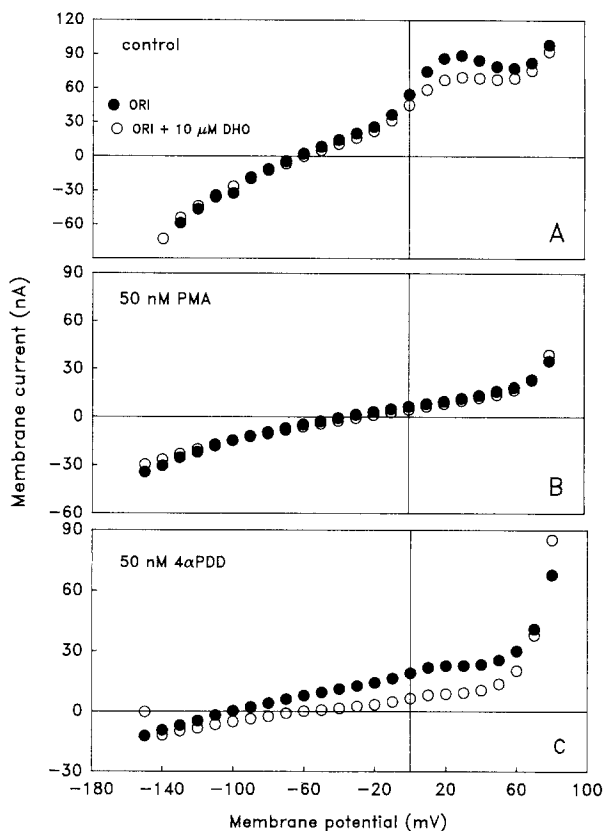 120
90
60
30
0
−30
−60
control
ORI
ORI + 10 μM DHO
A
90
60
30
0
−30
−60
50 nM PMA
B
Membrane current (nA)
90
60
30
0
−30
50 nM 4αPDD
C
−180 −140 −100 −60 −20 20 60 100
Membrane potential (mV)